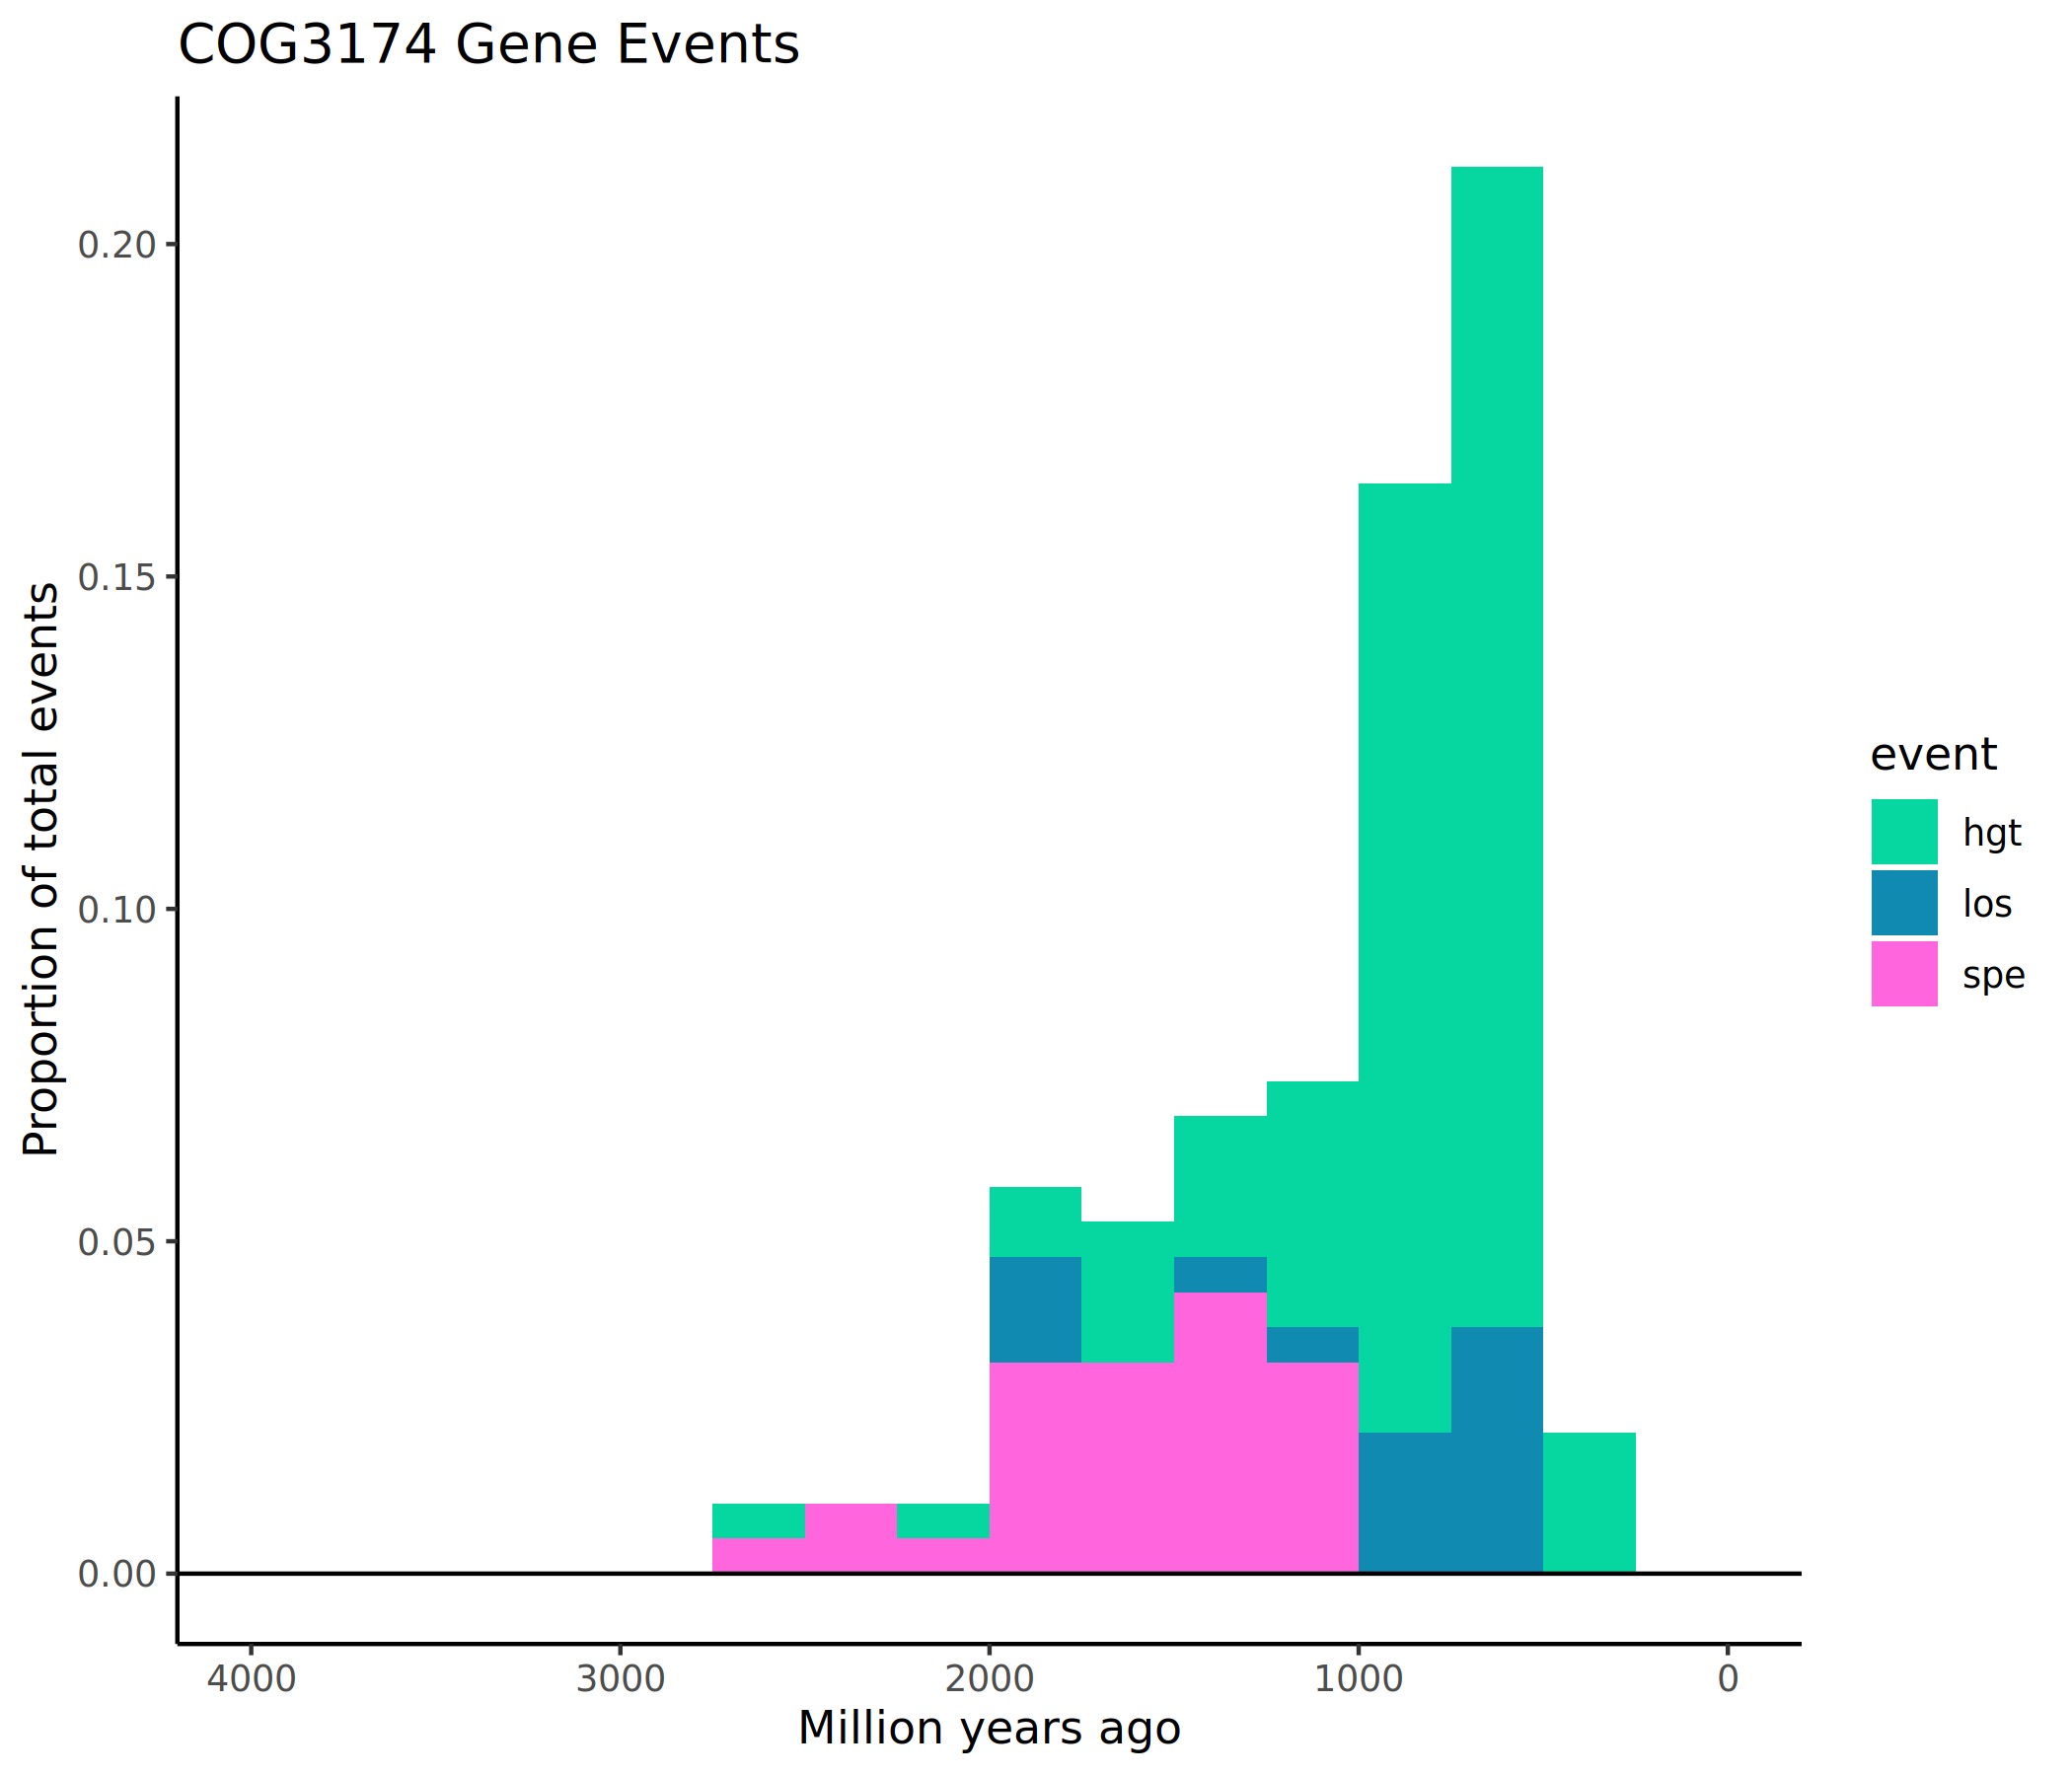 COG3174 Gene Events
Proportion of total events
0.20
0.15
0.10
0.05
0.00
4000 3000 2000 1000 0
Million years ago
event
hgt
los
spe